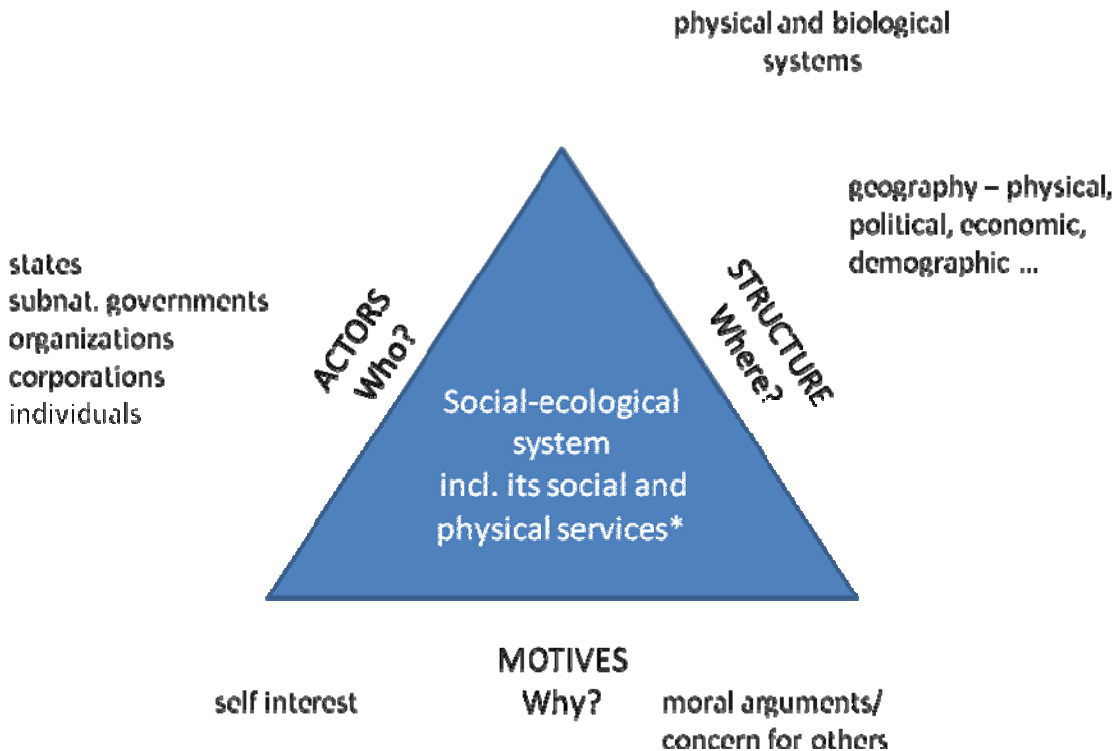 physical and biological
systems
geography – physical,
political, economic,
demographic ...
states
subnat. governments
organizations
corporations
individuals
ACTORS
Who?
STRUCTURE
Where?
Social-ecological
system
incl. its social and
physical services*
MOTIVES
Why?
self interest
moral arguments/
concern for others